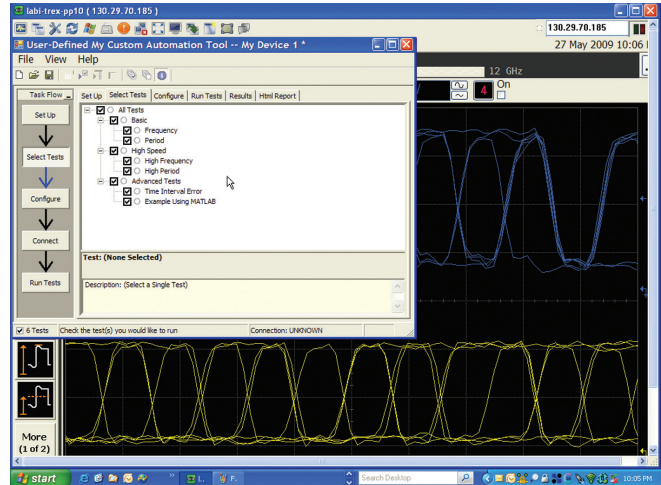 labi-trex-pp10 ( 130.29.70.185 )
130.29.70.185
User-Defined My Custom Automation Tool -- My Device 1 *
27 May 2009 10:06
File View Help
12 GHz
4 On
Task Flow
Set Up Select Tests Configure Run Tests Results Html Report
Set Up
Select Tests
Configure
Connect
Run Tests
All Tests
Basic
Frequency
Period
High Speed
High Frequency
High Period
Advanced Tests
Time Interval Error
Example Using MATLAB
Test: (None Selected)
Description: (Select a Single Test)
6 Tests Check the test(s) you would like to run Connection: UNKNOWN
More
(1 of 2)
start
L.
F.
Search Desktop
10:05 PM